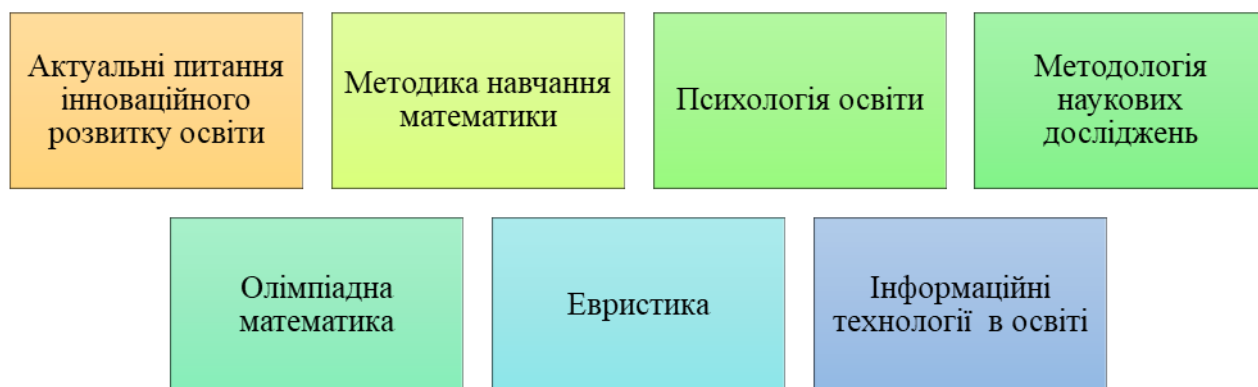 Актуальні питання
інноваційного
розвитку освіти
Методика навчання
математики
Психологія освіти
Методологія
наукових
досліджень
Олімпіадна
математика
Евристика
Інформаційні
технології в освіті